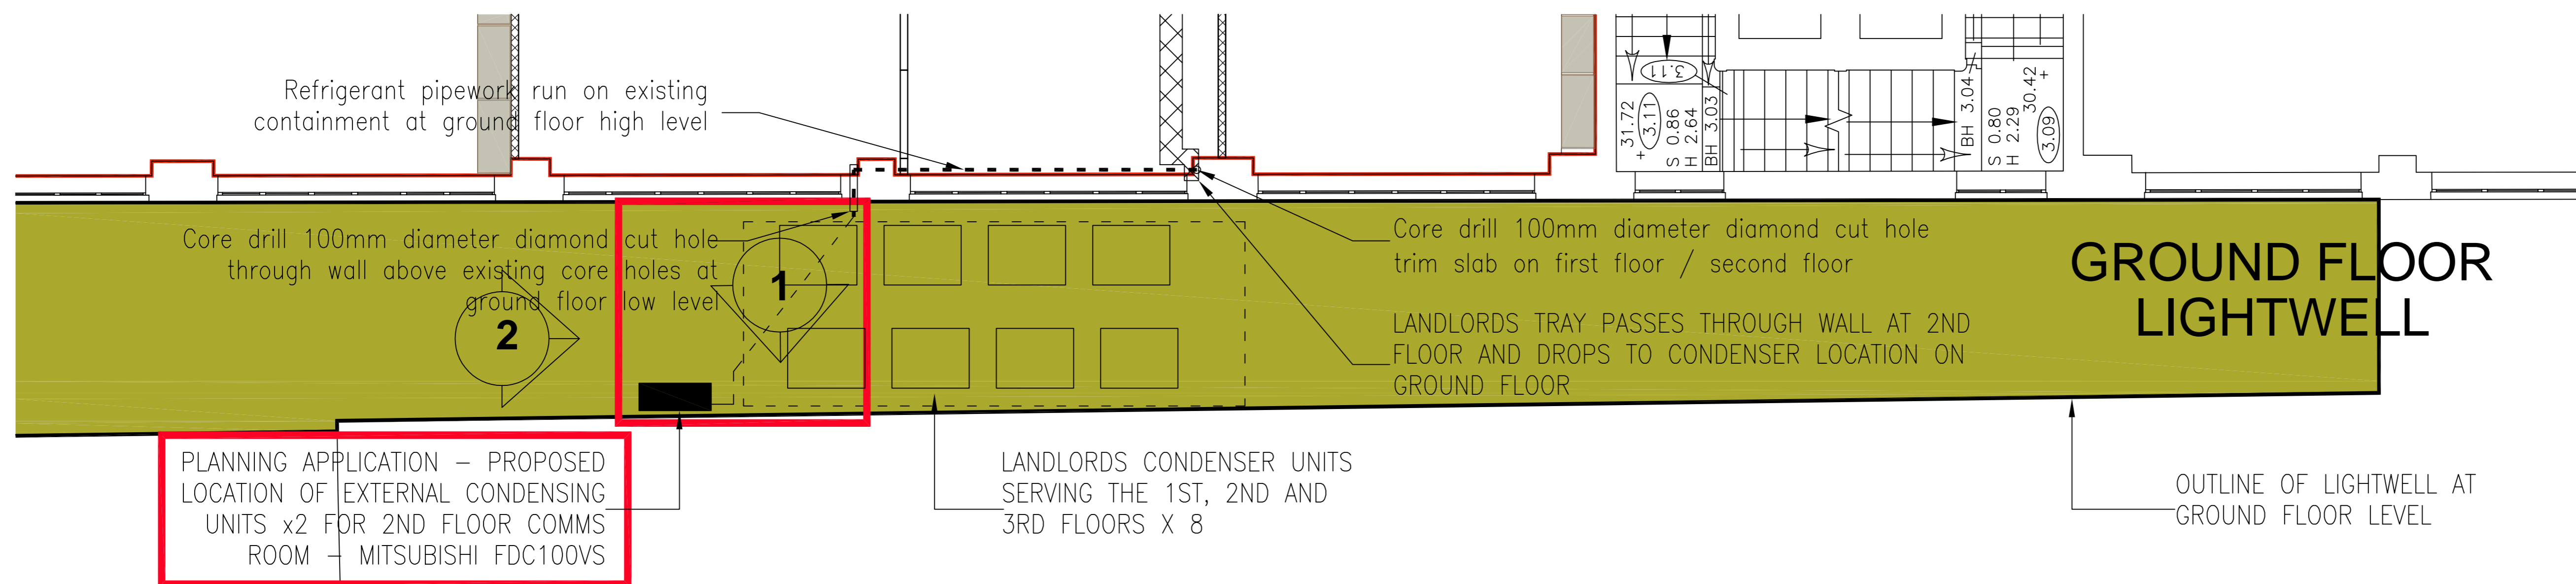 Refrigerant pipework run on existing
containment at ground floor high level
31.72
+
3.11
S 0.86
H 2.64
BH 3.03
3.11
BH 3.04
S 0.80
H 2.29
30.42
+
3.09
Core drill 100mm diameter diamond cut hole
through wall above existing core holes at
ground floor low level
1
2
Core drill 100mm diameter diamond cut hole
trim slab on first floor / second floor
LANDLORDS TRAY PASSES THROUGH WALL AT 2ND
FLOOR AND DROPS TO CONDENSER LOCATION ON
GROUND FLOOR
GROUND FLOOR
LIGHTWELL
PLANNING APPLICATION – PROPOSED
LOCATION OF EXTERNAL CONDENSING
UNITS x2 FOR 2ND FLOOR COMMS
ROOM – MITSUBISHI FDC100VS
LANDLORDS CONDENSER UNITS
SERVING THE 1ST, 2ND AND
3RD FLOORS X 8
OUTLINE OF LIGHTWELL AT
GROUND FLOOR LEVEL